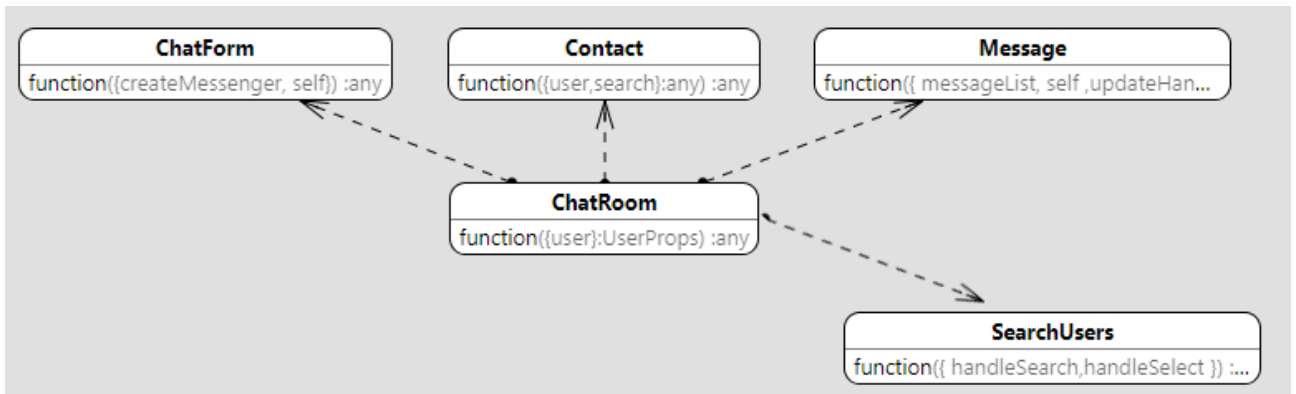 ChatForm
function({createMessenger, self}) :any
Contact
function({user,search}:any) :any
Message
function({ messageList, self ,updateHan...
ChatRoom
function({user}:UserProps) :any
SearchUsers
function({ handleSearch,handleSelect }) :...